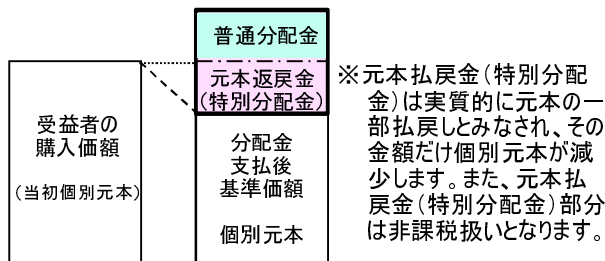 普通分配金
元本返戻金
(特別分配金)
受益者の
購入価額
(当初個別元本)
分配金
支払後
基準価額
個別元本
※元本払戻金(特別分配
金)は実質的に元本の一
部払戻しとみなされ、その
金額だけ個別元本が減
少します。また、元本払
戻金(特別分配金)部分
は非課税扱いとなります。